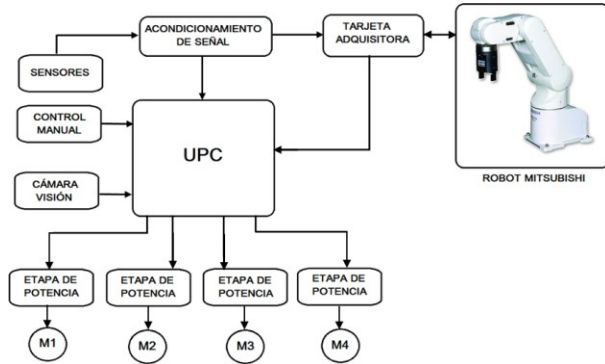 ACONDICIONAMIENTO
DE SEÑAL
TARJETA
ADQUISITORA
SENSORES
CONTROL
MANUAL
UPC
CÁMARA
VISIÓN
ROBOT MITSUBISHI
ETAPA DE
POTENCIA
ETAPA DE
POTENCIA
ETAPA DE
POTENCIA
ETAPA DE
POTENCIA
M1
M2
M3
M4